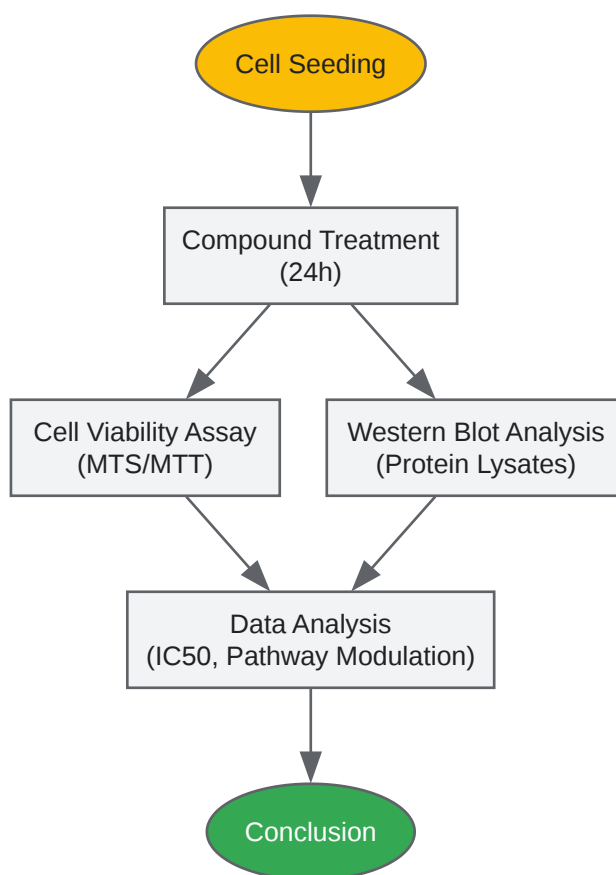 Cell Seeding
Compound Treatment
(24h)
Cell Viability Assay
(MTS/MTT)
Western Blot Analysis
(Protein Lysates)
Data Analysis
(IC50, Pathway Modulation)
Conclusion